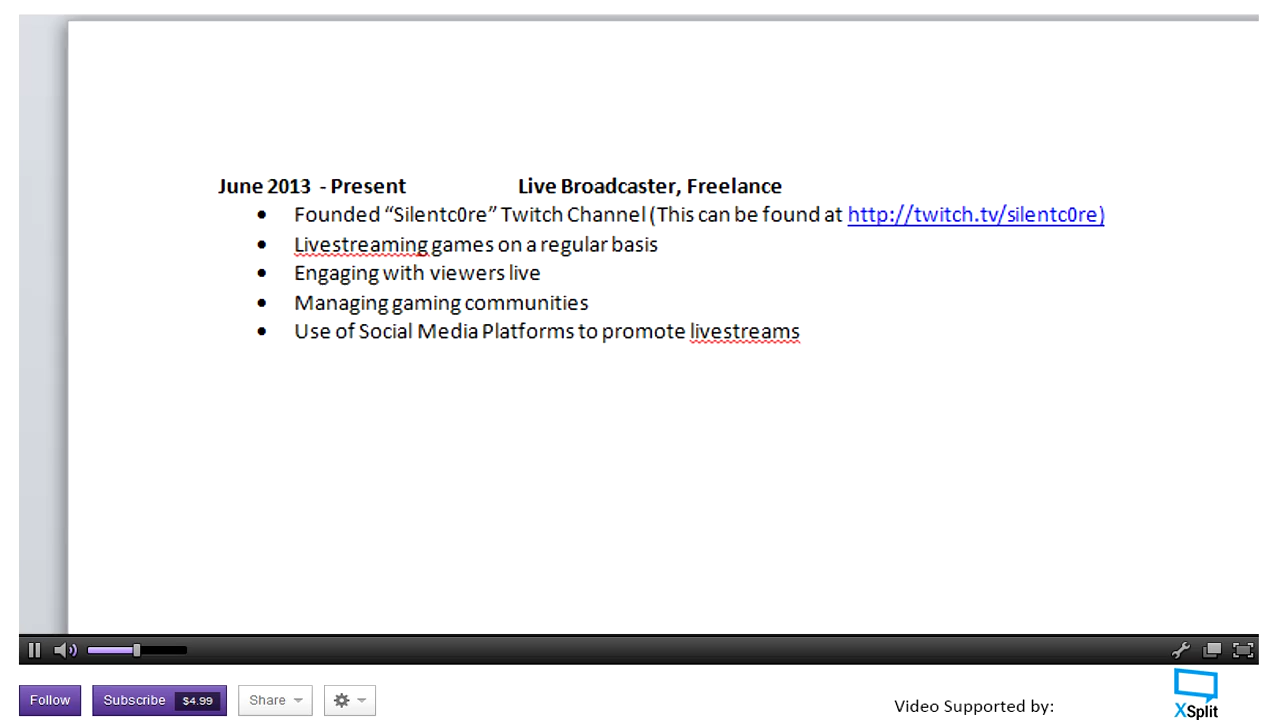 June 2013 - Present Live Broadcaster, Freelance
• Founded “Silentc0re” Twitch Channel (This can be found at http://twitch.tv/silentc0re)
• Livestreaming games on a regular basis
• Engaging with viewers live
• Managing gaming communities
• Use of Social Media Platforms to promote livestreams
Follow Subscribe $4.99 Share
Video Supported by: XSplit